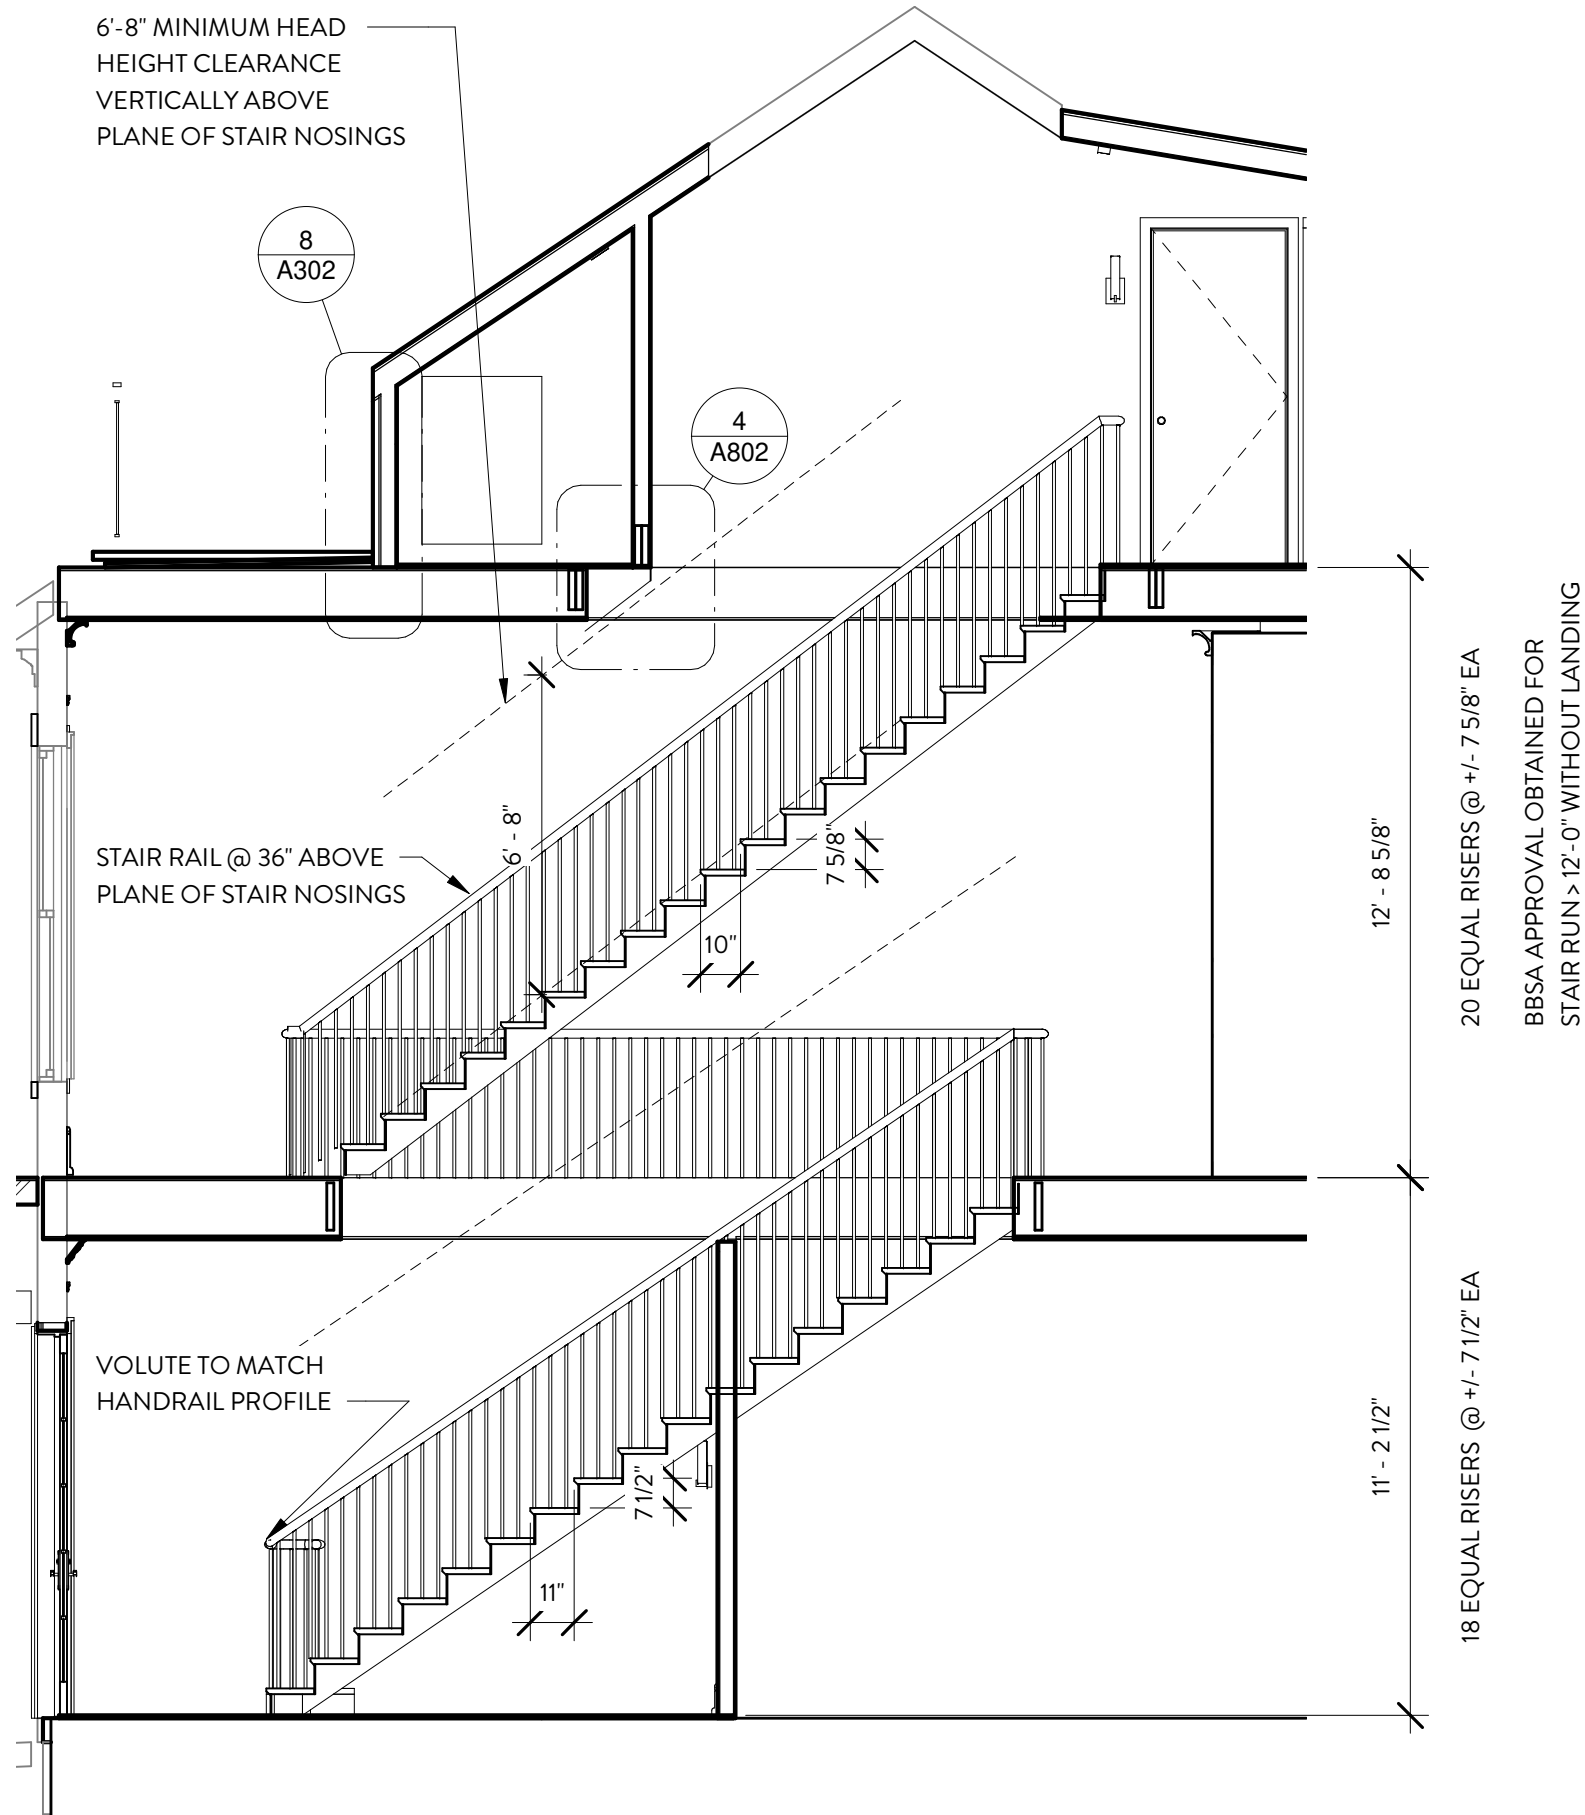 6'-8" MINIMUM HEAD
HEIGHT CLEARANCE
VERTICALLY ABOVE
PLANE OF STAIR NOSINGS
8
A302
4
A802
6' - 8"
STAIR RAIL @ 36" ABOVE
PLANE OF STAIR NOSINGS
7 5/8"
10"
12' - 8 5/8"
20 EQUAL RISERS @ +/- 7 5/8" EA
BBSA APPROVAL OBTAINED FOR
STAIR RUN > 12'-0" WITHOUT LANDING
VOLUTE TO MATCH
HANDRAIL PROFILE
7 1/2"
11"
11' - 2 1/2"
18 EQUAL RISERS @ +/- 7 1/2" EA